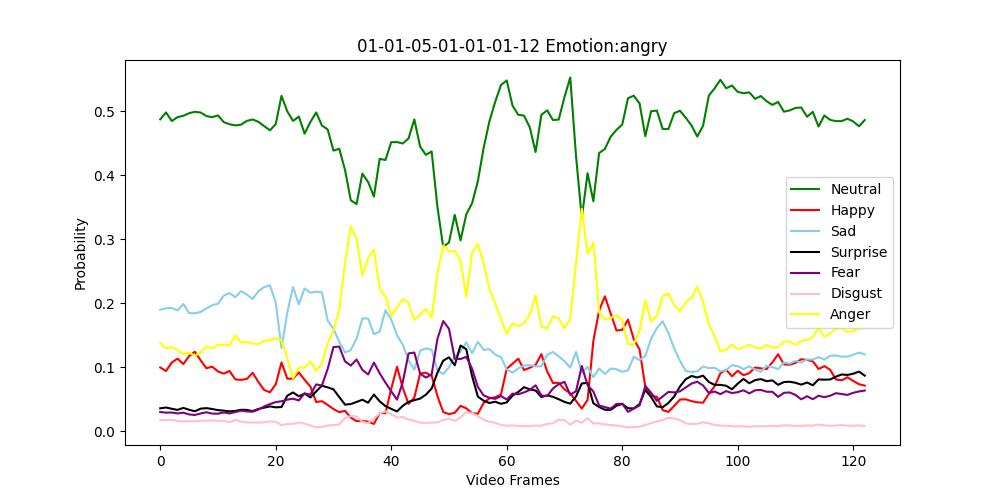 01-01-05-01-01-01-12 Emotion:angry
Probability
0.5
0.4
0.3
0.2
0.1
0.0
0 20 40 60 80 100 120
Video Frames
Neutral
Happy
Sad
Surprise
Fear
Disgust
Anger